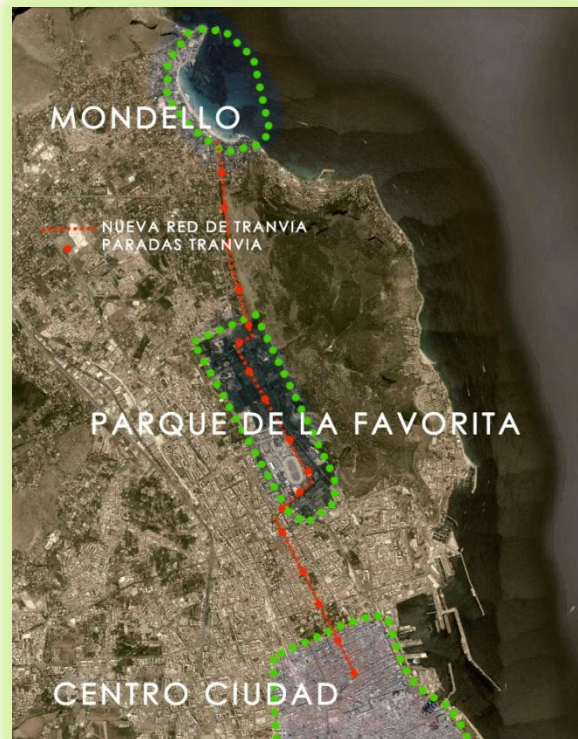 MONDELLO
NUEVA RED DE TRANVIA
PARADAS TRANVIA
PARQUE DE LA FAVORITA
CENTRO CIUDAD